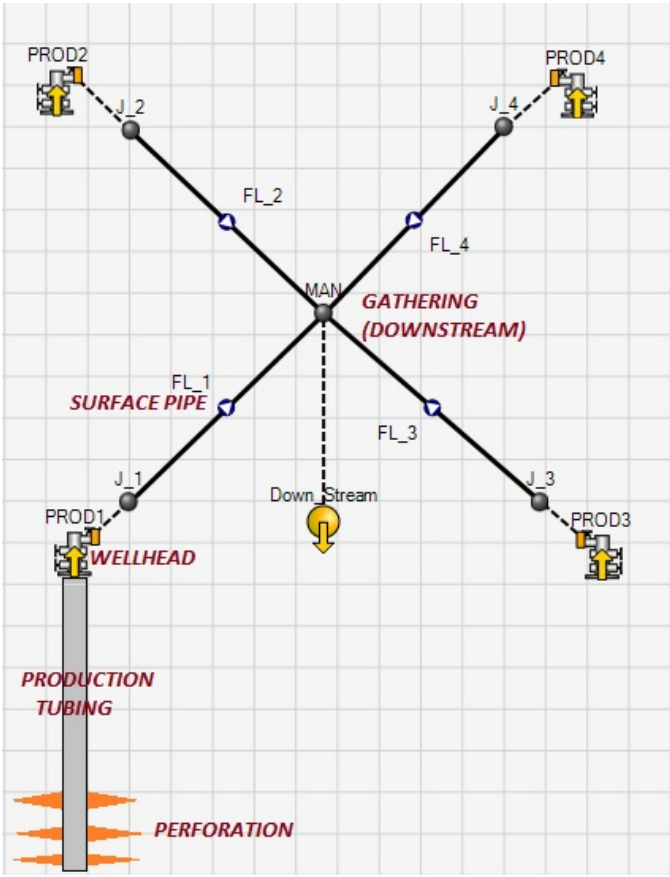 PROD2
PROD4
J_2
J_4
FL_2
FL_4
MAN
GATHERING
(DOWNSTREAM)
FL_1
SURFACE PIPE
FL_3
J_1
J_3
Down_Stream
PROD1
PROD3
WELLHEAD
PRODUCTION
TUBING
PERFORATION